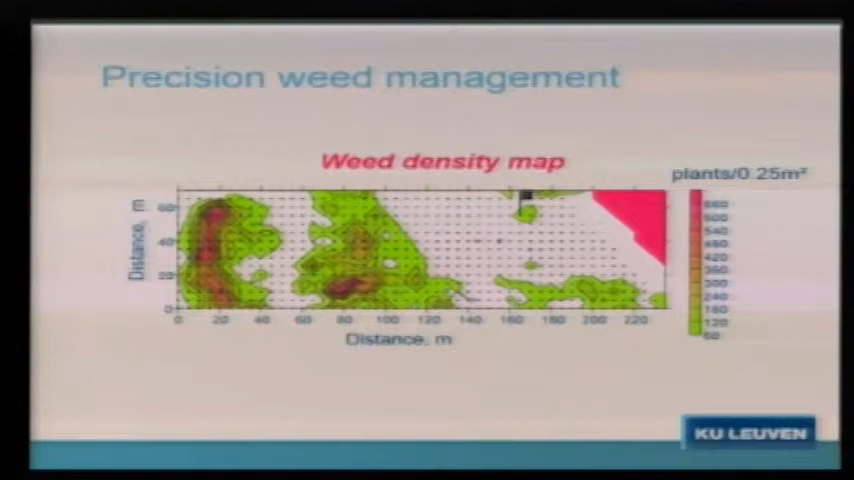 Precision weed management
Weed density map
plants/0.25m²
Distance, m
60
40
20
0
0 20 40 60 80 100 120 140 160 180 200 220
Distance, m
660
600
540
480
420
360
300
240
180
120
60
KU LEUVEN